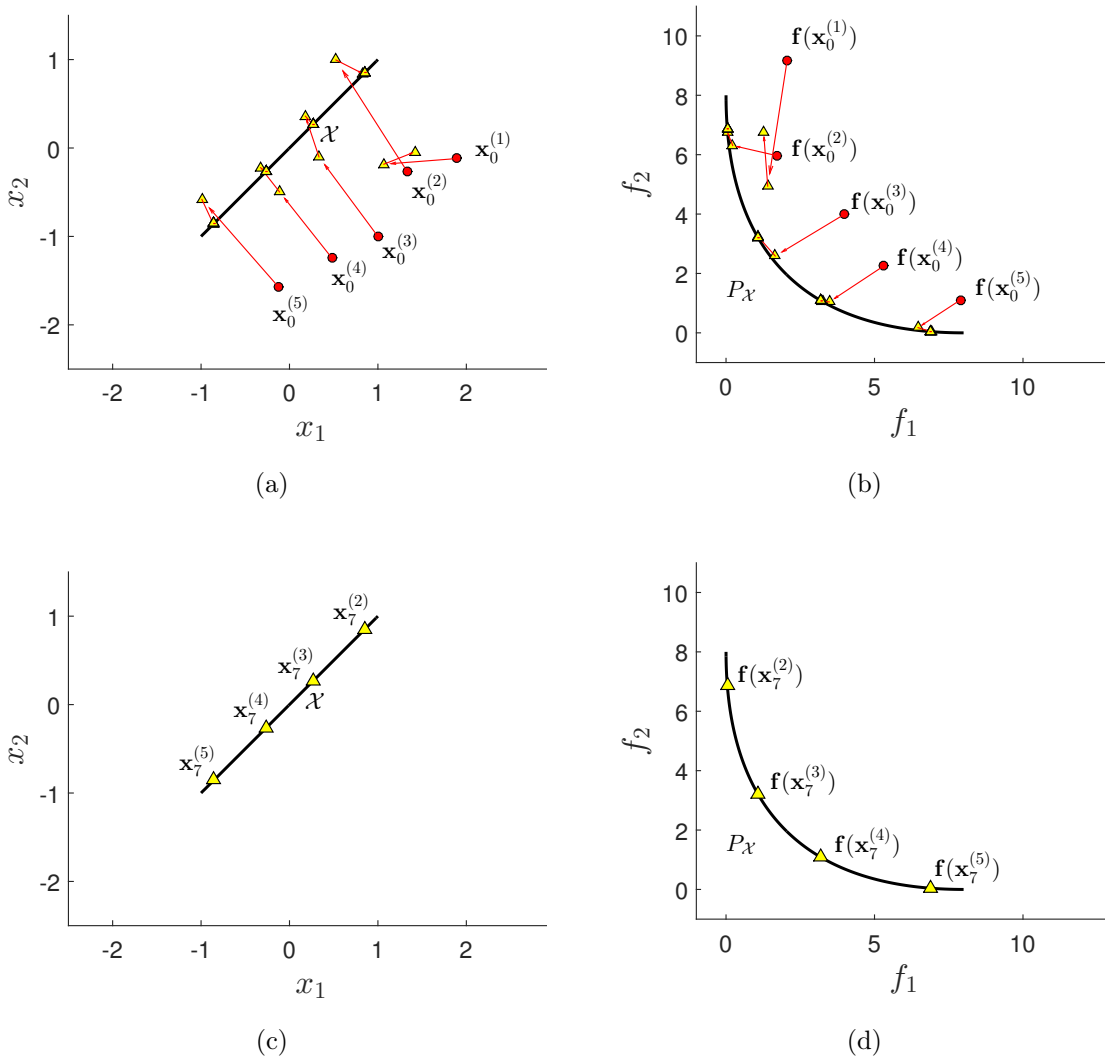 1
0
-1
-2
x₂
-2
-1
0
1
2
x₁
𝒳
𝐱₀⁽¹⁾
𝐱₀⁽²⁾
𝐱₀⁽³⁾
𝐱₀⁽⁴⁾
𝐱₀⁽⁵⁾
(a)
10
8
6
4
2
0
f₂
0
5
10
f₁
𝐟(𝐱₀⁽¹⁾)
𝐟(𝐱₀⁽²⁾)
𝐟(𝐱₀⁽³⁾)
𝐟(𝐱₀⁽⁴⁾)
𝐟(𝐱₀⁽⁵⁾)
P𝒳
(b)
1
0
-1
-2
x₂
-2
-1
0
1
2
x₁
𝐱₇⁽²⁾
𝐱₇⁽³⁾
𝒳
𝐱₇⁽⁴⁾
𝐱₇⁽⁵⁾
(c)
10
8
6
4
2
0
f₂
0
5
10
f₁
𝐟(𝐱₇⁽²⁾)
𝐟(𝐱₇⁽³⁾)
P𝒳
𝐟(𝐱₇⁽⁴⁾)
𝐟(𝐱₇⁽⁵⁾)
(d)